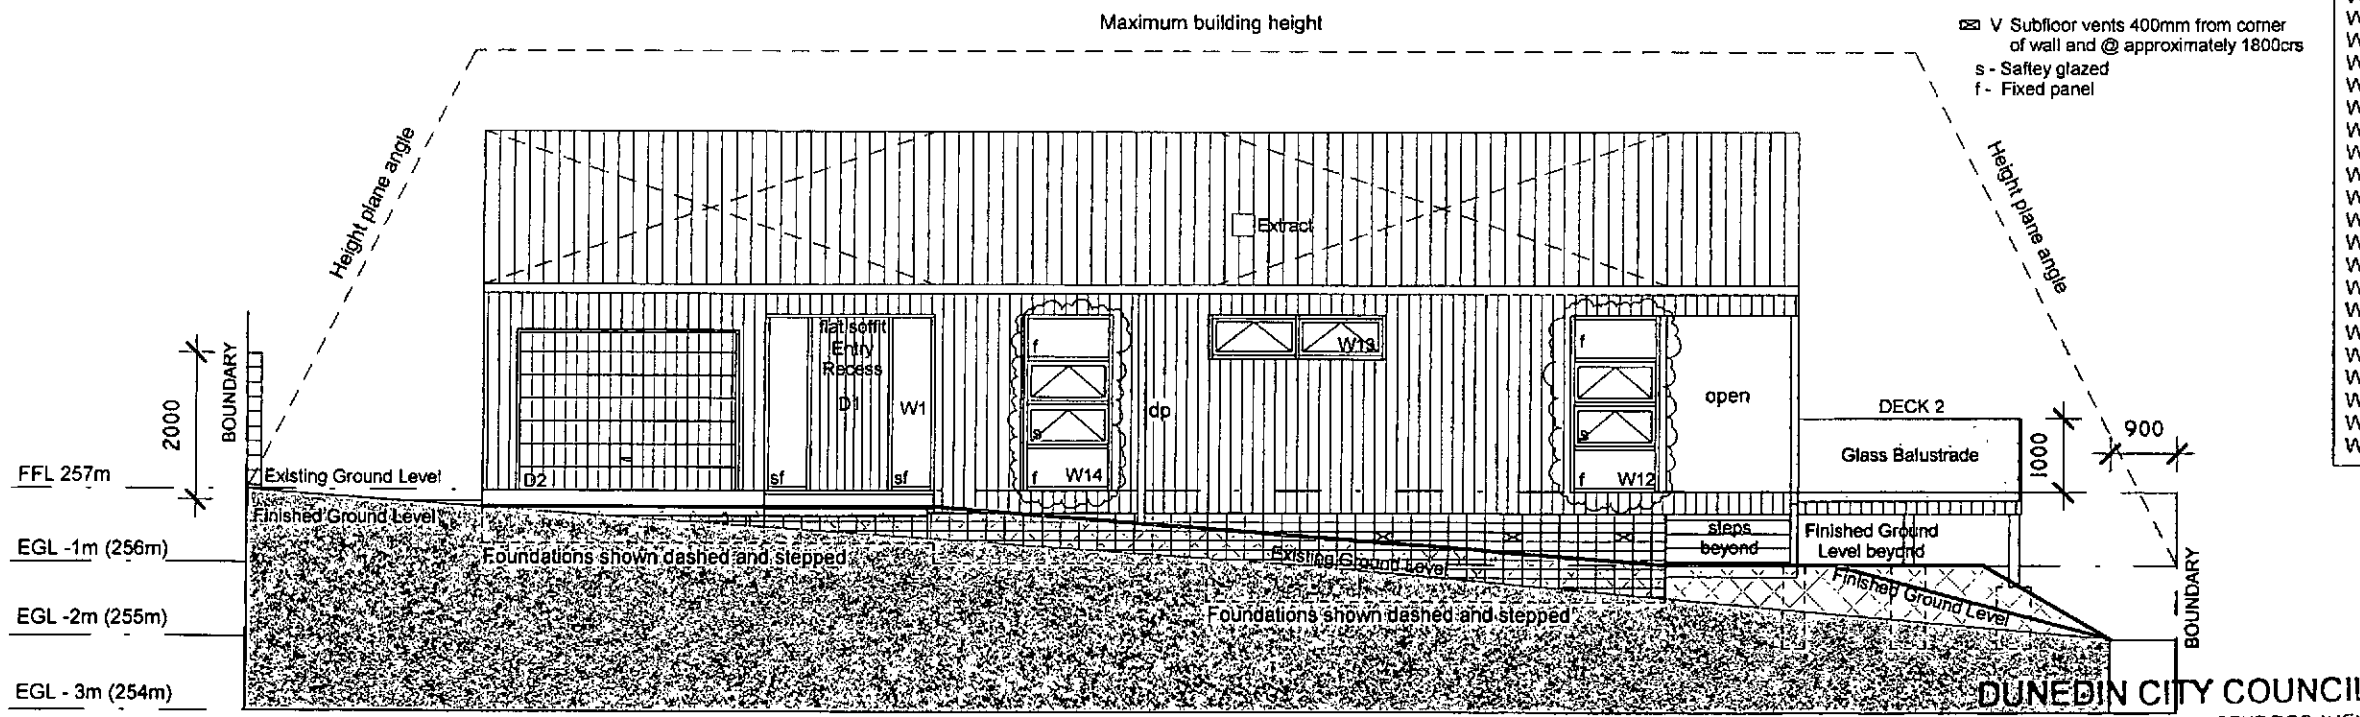 Maximum building height
V Subfloor vents 400mm from corner
of wall and @ approximately 1800crs
s - Saftey glazed
f - Fixed panel
Height plane angle
Height plane angle
Extract
BOUNDARY
2000
flat soffit
Entry
Recess
D1
W1
sf
sf
D2
f
s
f
W14
dp
W13
f
s
f
W12
open
DECK 2
Glass Balustrade
1000
900
FFL 257m
Existing Ground Level
Finished Ground Level
EGL -1m (256m)
Foundations shown dashed and stepped
Existing Ground Level
steps
beyond
Finished Ground
Level beyond
Finished Ground Level
BOUNDARY
EGL -2m (255m)
Foundations shown dashed and stepped
EGL - 3m (254m)
DUNEDIN CITY COUNCIL